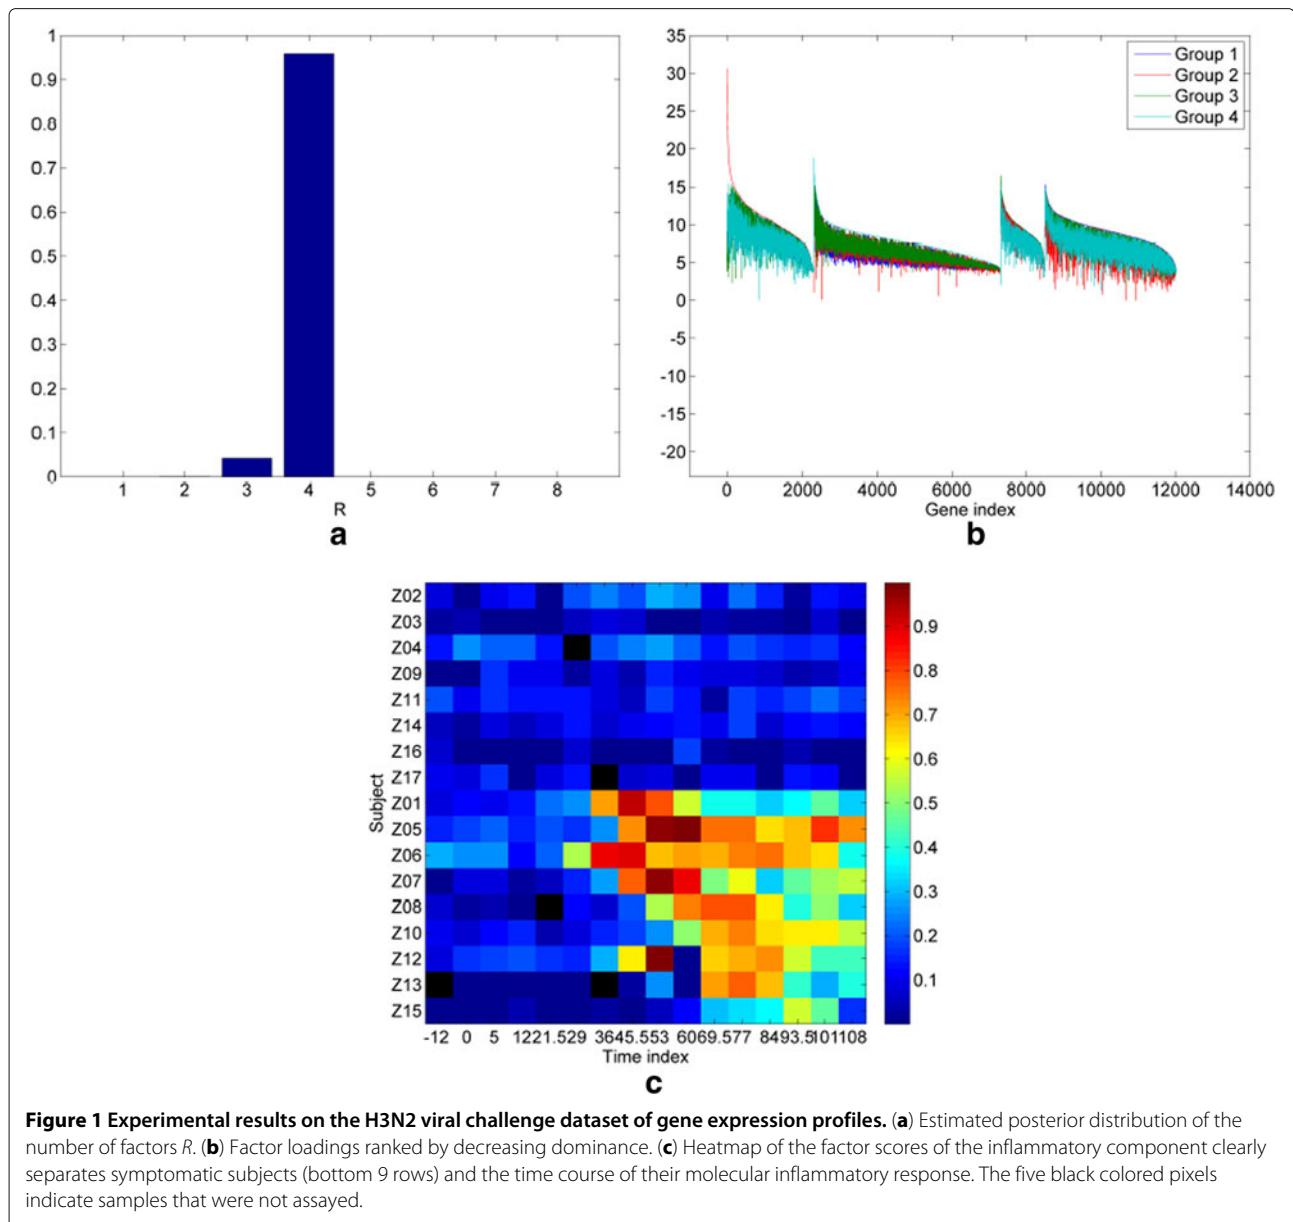 1
0.9
0.8
0.7
0.6
0.5
0.4
0.3
0.2
0.1
0
1 2 3 4 5 6 7 8
R
a
35
30
25
20
15
10
5
0
-5
-10
-15
-20
Group 1
Group 2
Group 3
Group 4
0 2000 4000 6000 8000 10000 12000 14000
Gene index
b
Subject
Z02
Z03
Z04
Z09
Z11
Z14
Z16
Z17
Z01
Z05
Z06
Z07
Z08
Z10
Z12
Z13
Z15
-12 0 5 1221.529 3645.553 6069.577 8493.5101108
Time index
0.9
0.8
0.7
0.6
0.5
0.4
0.3
0.2
0.1
c
Figure 1 Experimental results on the H3N2 viral challenge dataset of gene expression profiles. (a) Estimated posterior distribution of the
number of factors R. (b) Factor loadings ranked by decreasing dominance. (c) Heatmap of the factor scores of the inflammatory component clearly
separates symptomatic subjects (bottom 9 rows) and the time course of their molecular inflammatory response. The five black colored pixels
indicate samples that were not assayed.